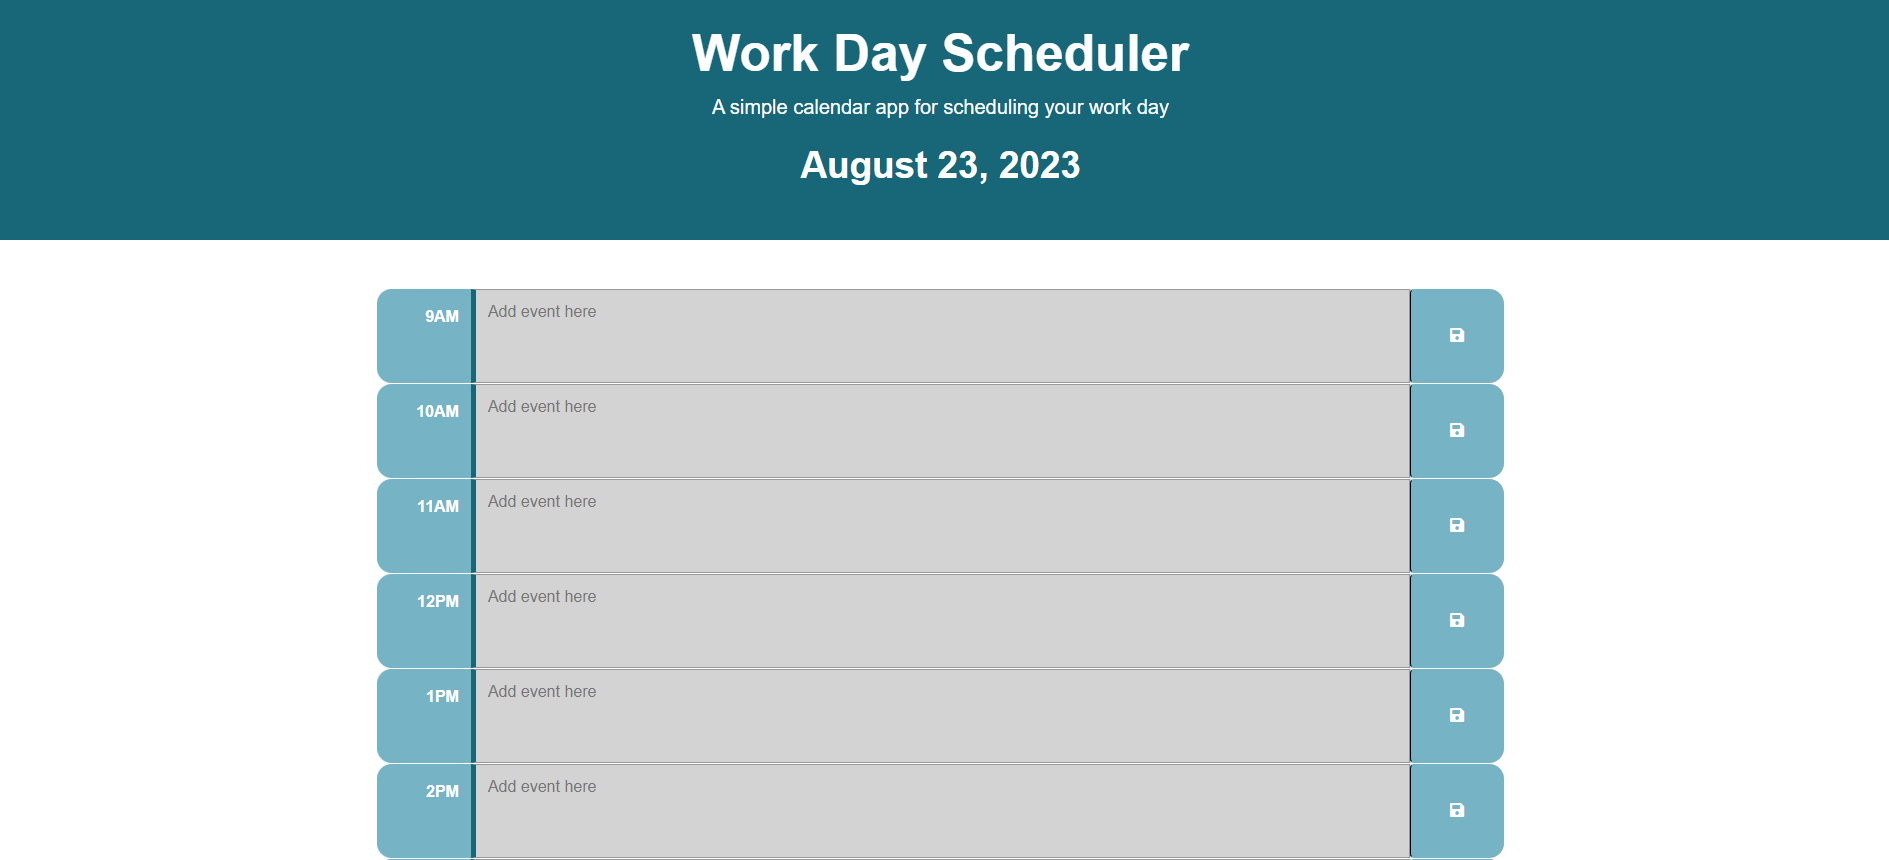 Work Day Scheduler
A simple calendar app for scheduling your work day
August 23, 2023
9AM
Add event here
10AM
Add event here
11AM
Add event here
12PM
Add event here
1PM
Add event here
2PM
Add event here